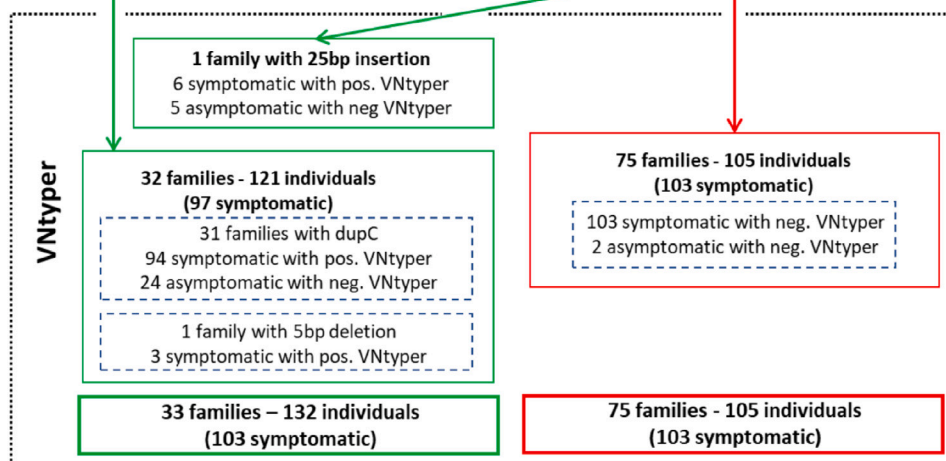 VNtyper
1 family with 25bp insertion
6 symptomatic with pos. VNtyper
5 asymptomatic with neg VNtyper
32 families - 121 individuals
(97 symptomatic)
31 families with dupC
94 symptomatic with pos. VNtyper
24 asymptomatic with neg. VNtyper
1 family with 5bp deletion
3 symptomatic with pos. VNtyper
33 families – 132 individuals
(103 symptomatic)
75 families - 105 individuals
(103 symptomatic)
103 symptomatic with neg. VNtyper
2 asymptomatic with neg. VNtyper
75 families - 105 individuals
(103 symptomatic)